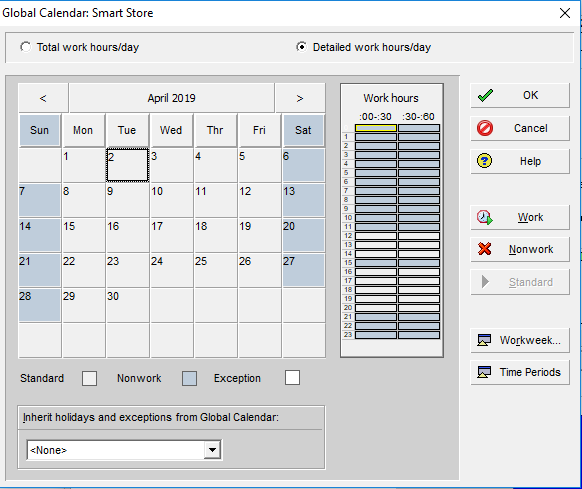 Global Calendar: Smart Store
Total work hours/day
Detailed work hours/day
< April 2019 >
Sun Mon Tue Wed Thr Fri Sat
1 2 3 4 5 6
7 8 9 10 11 12 13
14 15 16 17 18 19 20
21 22 23 24 25 26 27
28 29 30
Standard Nonwork Exception
Inherit holidays and exceptions from Global Calendar:
<None>
Work hours
:00-:30 :30-:60
1
2
3
4
5
6
7
8
9
10
11
12
13
14
15
16
17
18
19
20
21
22
23
OK
Cancel
Help
Work
Nonwork
Standard
Workweek...
Time Periods